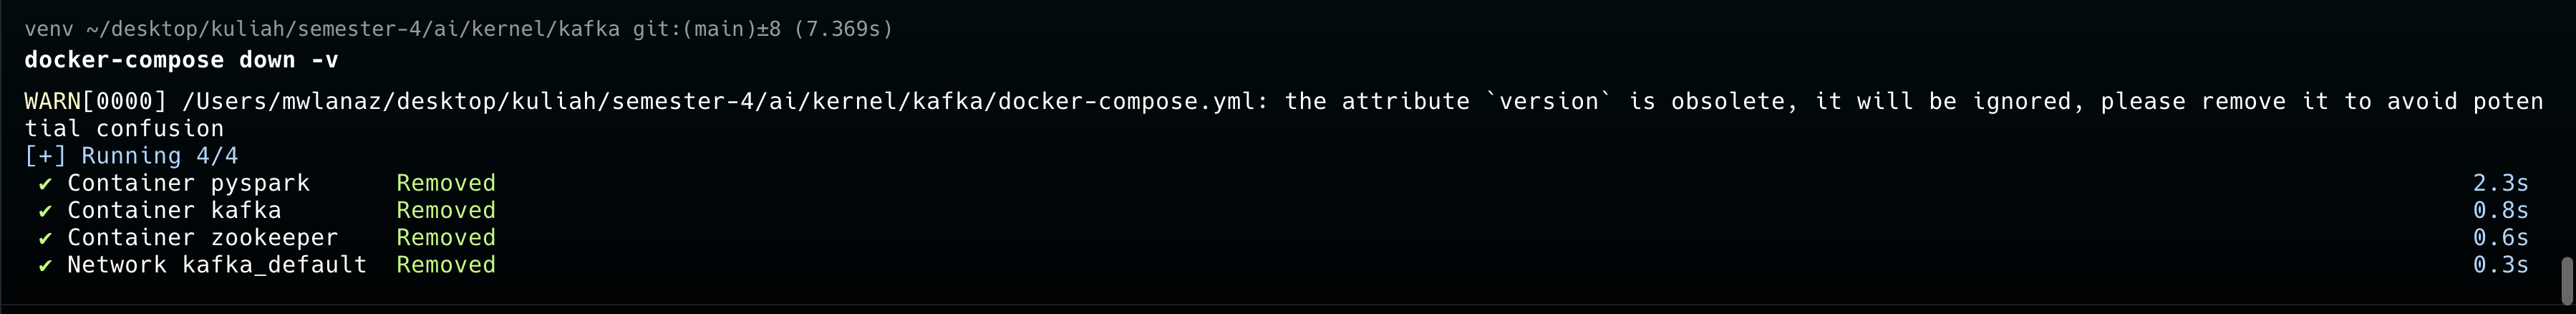 venv ~/desktop/kuliah/semester-4/ai/kernel/kafka git:(main)±8 (7.369s)
docker-compose down -v
WARN[0000] /Users/mwlanaz/desktop/kuliah/semester-4/ai/kernel/kafka/docker-compose.yml: the attribute `version` is obsolete, it will be ignored, please remove it to avoid poten
tial confusion
[+] Running 4/4
✔ Container pyspark Removed 2.3s
✔ Container kafka Removed 0.8s
✔ Container zookeeper Removed 0.6s
✔ Network kafka_default Removed 0.3s